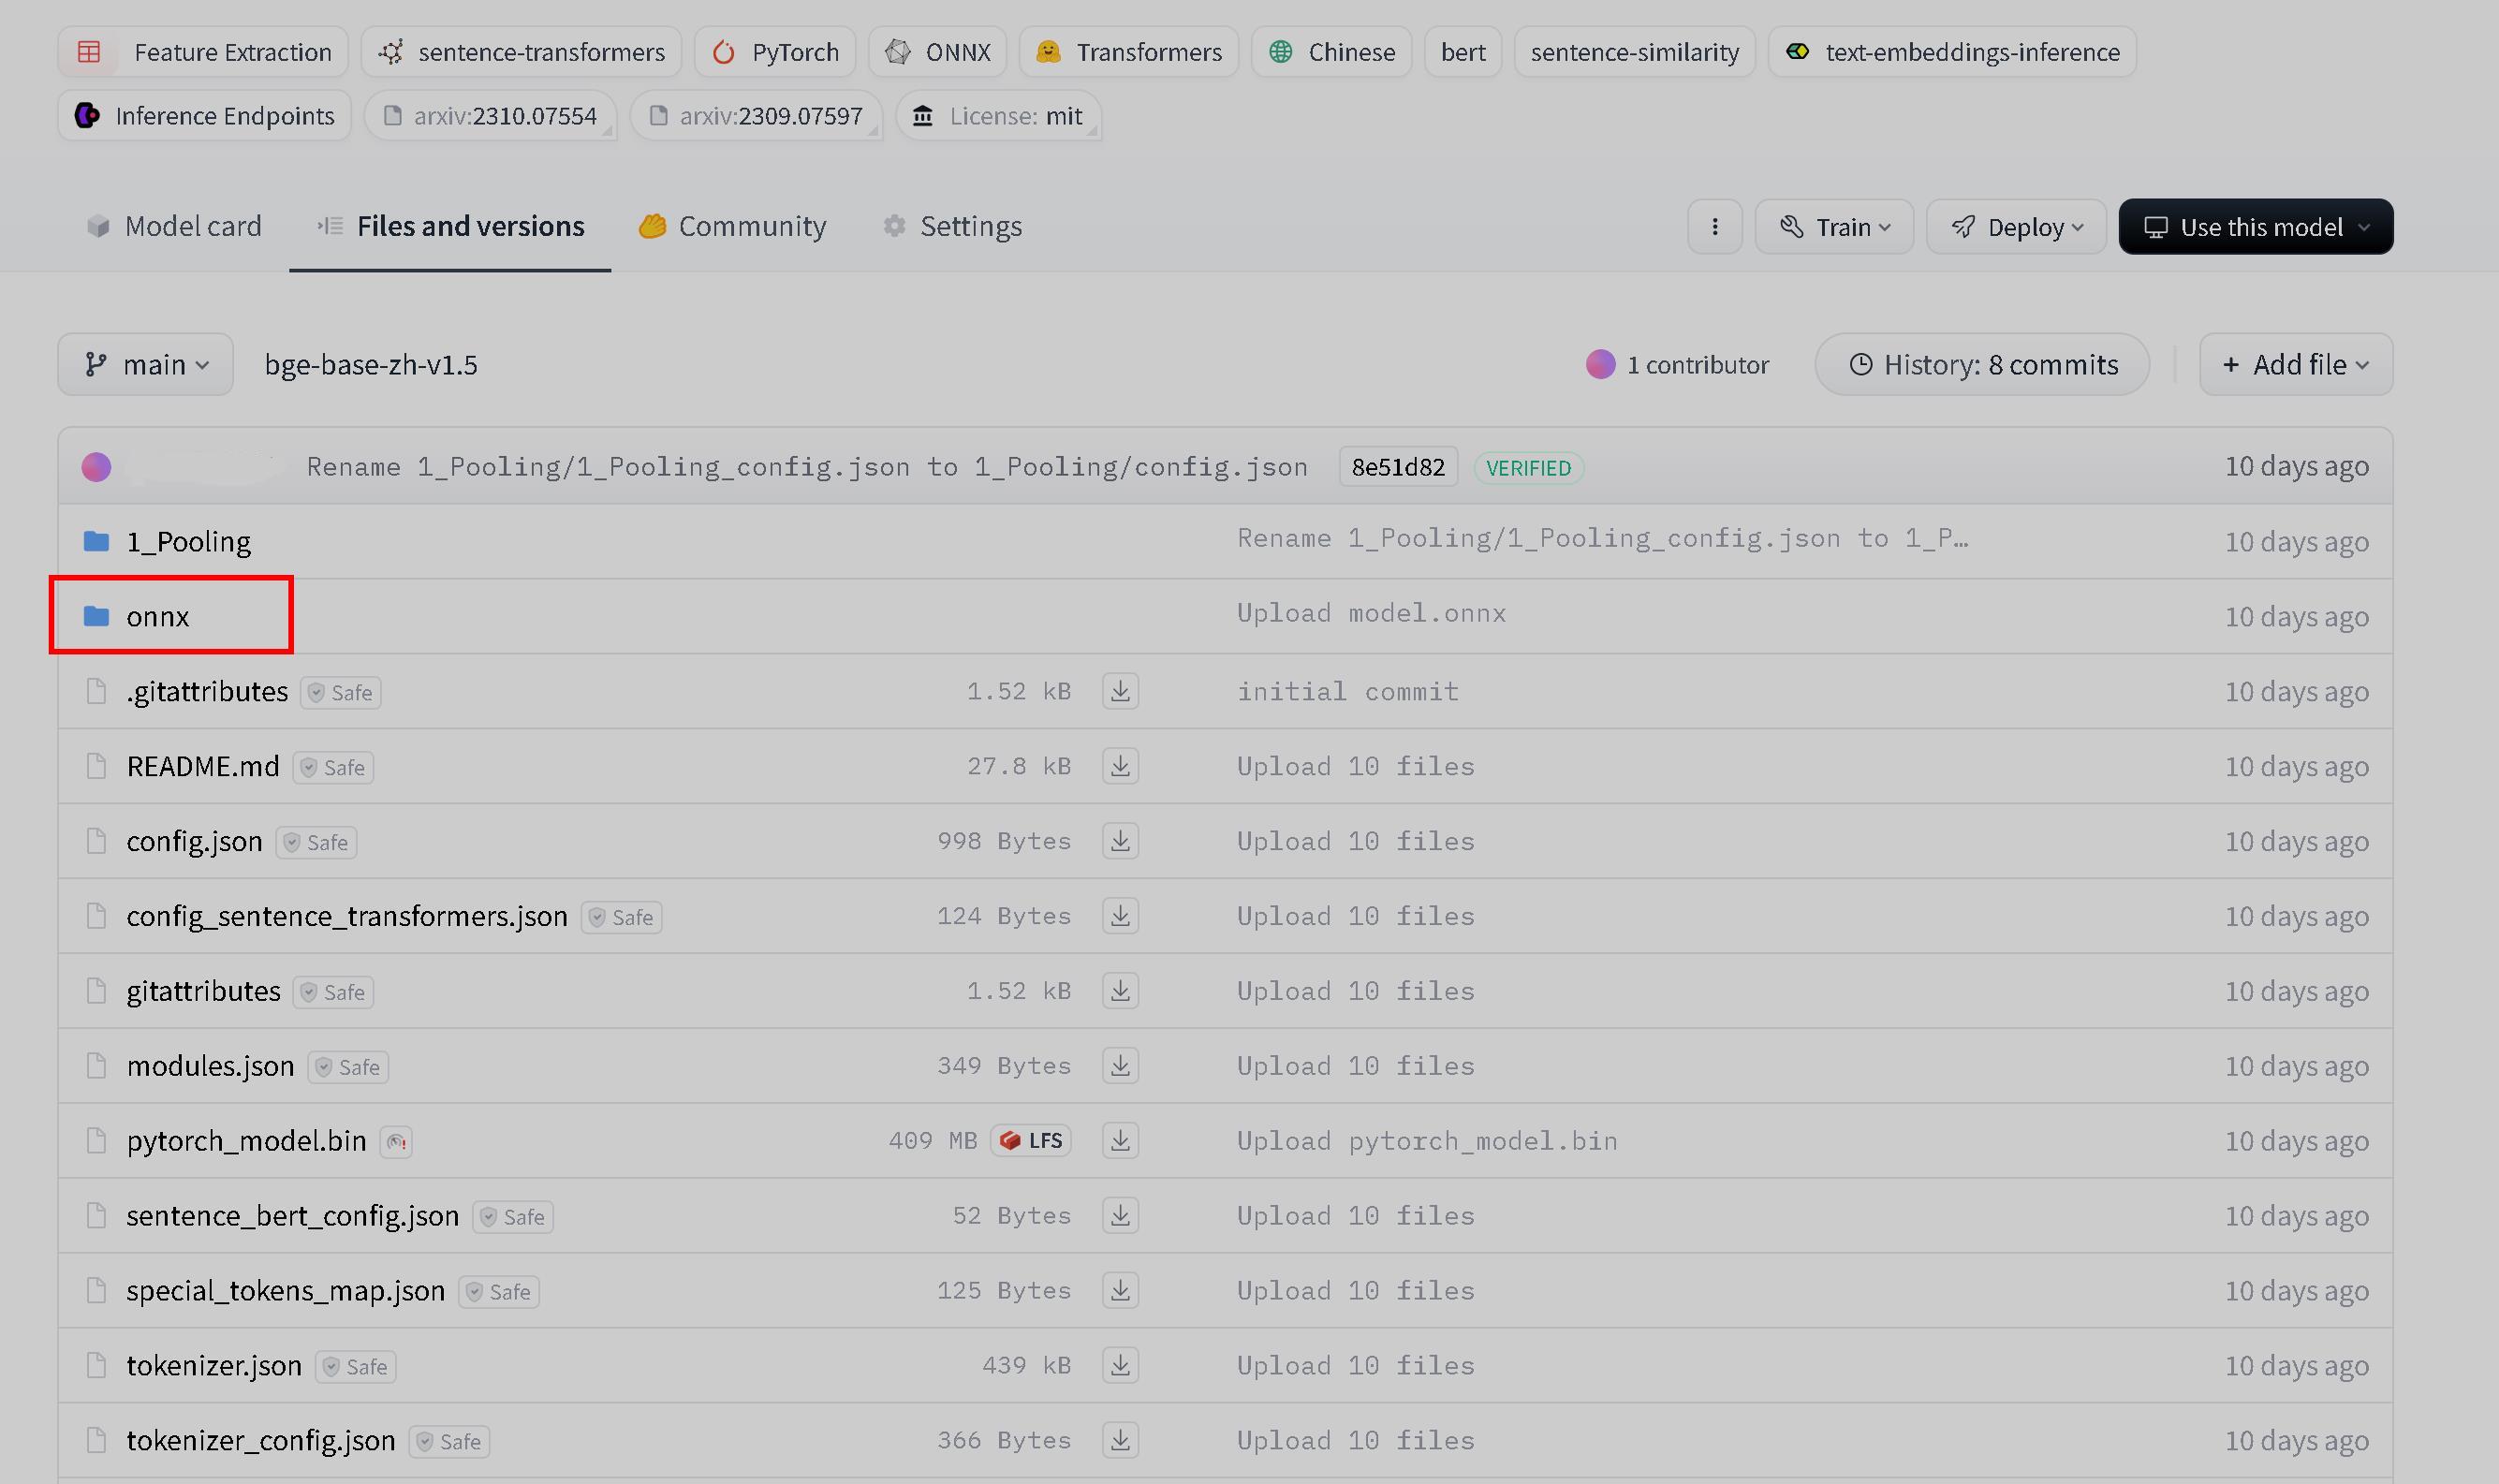 Feature Extraction sentence-transformers PyTorch ONNX Transformers Chinese bert sentence-similarity text-embeddings-inference
Inference Endpoints arxiv:2310.07554 arxiv:2309.07597 License: mit
Model card Files and versions Community Settings Train Deploy Use this model
main bge-base-zh-v1.5 1 contributor History: 8 commits + Add file
Rename 1_Pooling/1_Pooling_config.json to 1_Pooling/config.json 8e51d82 VERIFIED 10 days ago
1_Pooling Rename 1_Pooling/1_Pooling_config.json to 1_P… 10 days ago
onnx Upload model.onnx 10 days ago
.gitattributes Safe 1.52 kB initial commit 10 days ago
README.md Safe 27.8 kB Upload 10 files 10 days ago
config.json Safe 998 Bytes Upload 10 files 10 days ago
config_sentence_transformers.json Safe 124 Bytes Upload 10 files 10 days ago
gitattributes Safe 1.52 kB Upload 10 files 10 days ago
modules.json Safe 349 Bytes Upload 10 files 10 days ago
pytorch_model.bin 409 MB LFS Upload pytorch_model.bin 10 days ago
sentence_bert_config.json Safe 52 Bytes Upload 10 files 10 days ago
special_tokens_map.json Safe 125 Bytes Upload 10 files 10 days ago
tokenizer.json Safe 439 kB Upload 10 files 10 days ago
tokenizer_config.json Safe 366 Bytes Upload 10 files 10 days ago